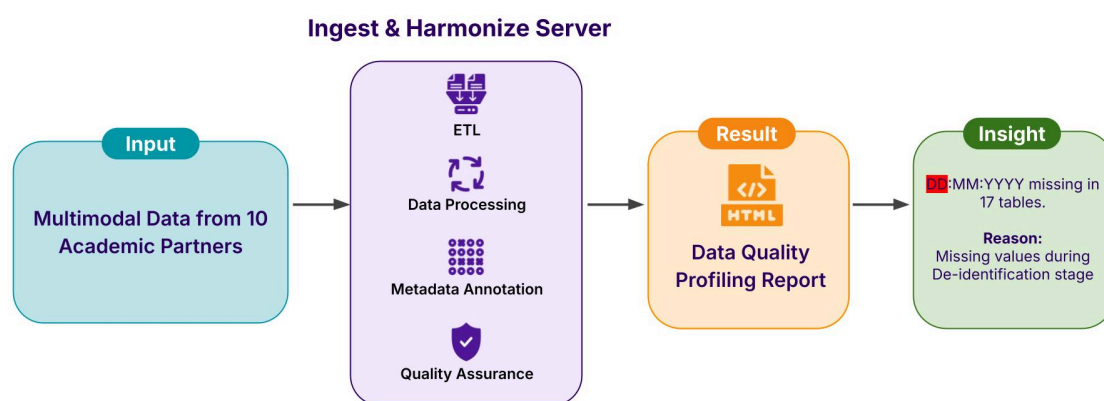 Ingest & Harmonize Server
Input
Multimodal Data from 10
Academic Partners
ETL
Data Processing
Metadata Annotation
Quality Assurance
Result
</>
HTML
Data Quality
Profiling Report
Insight
DD:MM:YYYY missing in
17 tables.
Reason:
Missing values during
De-identification stage